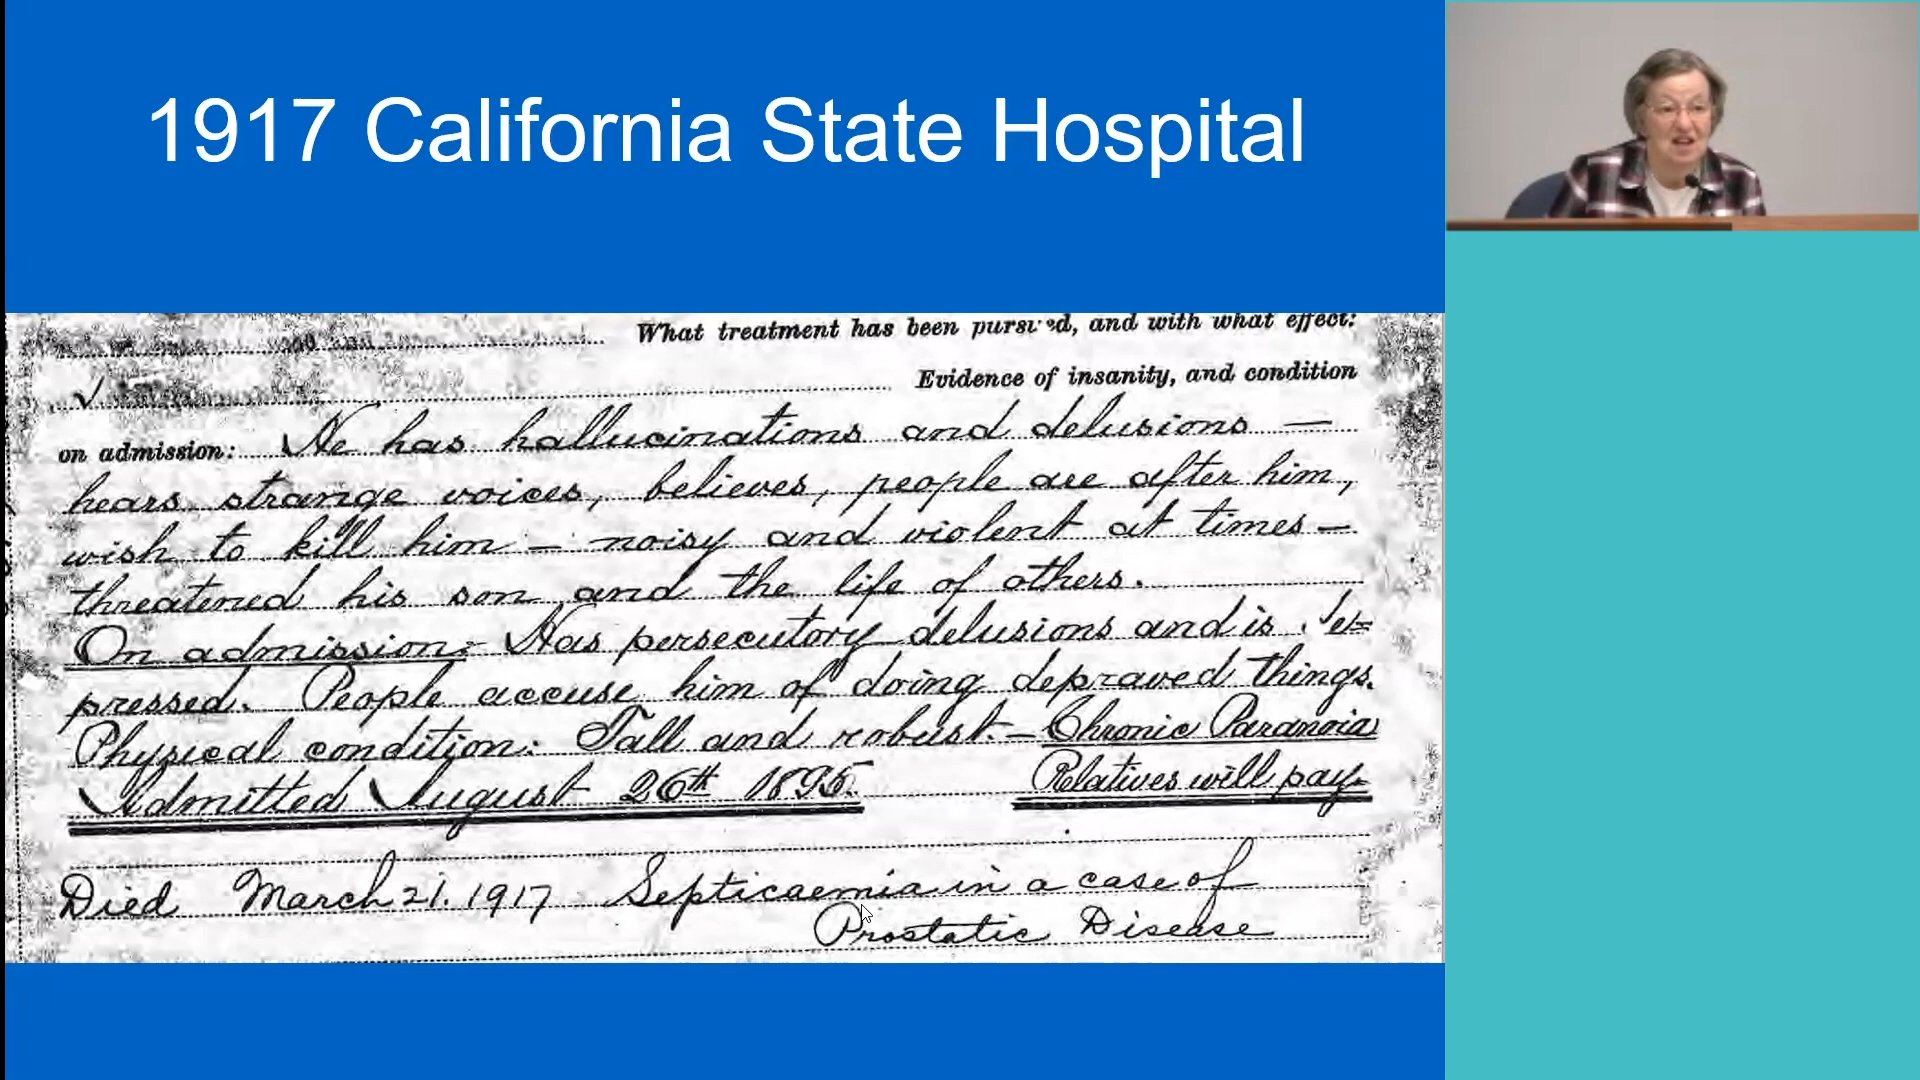 1917 California State Hospital
What treatment has been pursued, and with what effect:
Evidence of insanity, and condition
on admission: He has hallucinations and delusions —
hears strange voices, believes, people are after him,
wish to kill him — noisy and violent at times —
threatened his son and the life of others.
On admission:- Has persecutory delusions and is de=
pressed. People accuse him of doing depraved things.
Physical condition: Tall and robust. — Chronic Paranoia
Admitted August 26th 1895. Relatives will pay.
Died March 21. 1917 Septicaemia in a case of
Prostatic Disease